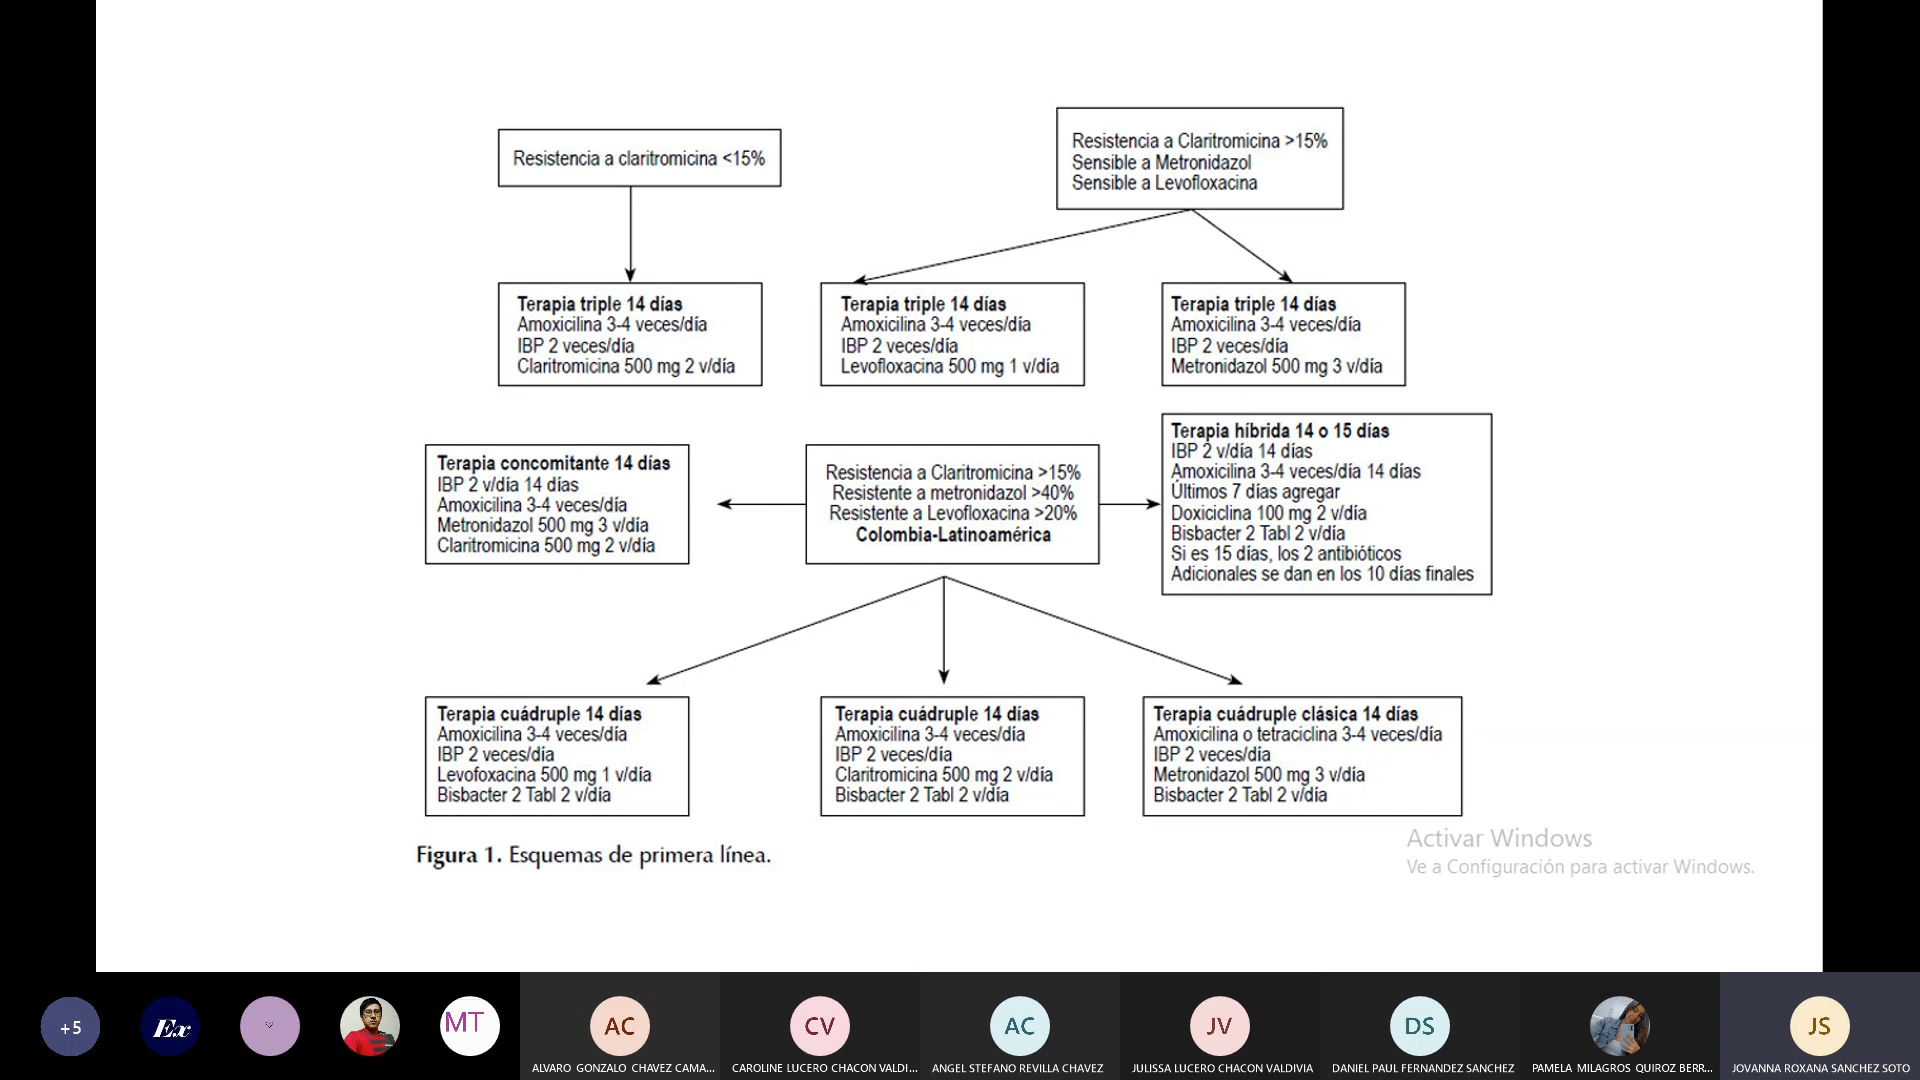 Resistencia a claritromicina <15%
Resistencia a Claritromicina >15%
Sensible a Metronidazol
Sensible a Levofloxacina
Terapia triple 14 días
Amoxicilina 3-4 veces/día
IBP 2 veces/día
Claritromicina 500 mg 2 v/día
Terapia triple 14 días
Amoxicilina 3-4 veces/día
IBP 2 veces/día
Levofloxacina 500 mg 1 v/día
Terapia triple 14 días
Amoxicilina 3-4 veces/día
IBP 2 veces/día
Metronidazol 500 mg 3 v/día
Terapia concomitante 14 días
IBP 2 v/día 14 días
Amoxicilina 3-4 veces/día
Metronidazol 500 mg 3 v/día
Claritromicina 500 mg 2 v/día
Resistencia a Claritromicina >15%
Resistente a metronidazol >40%
Resistente a Levofloxacina >20%
Colombia-Latinoamérica
Terapia híbrida 14 o 15 días
IBP 2 v/día 14 días
Amoxicilina 3-4 veces/día 14 días
Últimos 7 días agregar
Doxiciclina 100 mg 2 v/día
Bisbacter 2 Tabl 2 v/día
Si es 15 días, los 2 antibióticos
Adicionales se dan en los 10 días finales
Terapia cuádruple 14 días
Amoxicilina 3-4 veces/día
IBP 2 veces/día
Levofoxacina 500 mg 1 v/día
Bisbacter 2 Tabl 2 v/día
Terapia cuádruple 14 días
Amoxicilina 3-4 veces/día
IBP 2 veces/día
Claritromicina 500 mg 2 v/día
Bisbacter 2 Tabl 2 v/día
Terapia cuádruple clásica 14 días
Amoxicilina o tetraciclina 3-4 veces/día
IBP 2 veces/día
Metronidazol 500 mg 3 v/día
Bisbacter 2 Tabl 2 v/día
Figura 1. Esquemas de primera línea.
Activar Windows
Ve a Configuración para activar Windows.
+5
Ex
MT
AC
ALVARO GONZALO CHAVEZ CAMA...
CV
CAROLINE LUCERO CHACON VALDI...
AC
ANGEL STEFANO REVILLA CHAVEZ
JV
JULISSA LUCERO CHACON VALDIVIA
DS
DANIEL PAUL FERNANDEZ SANCHEZ
PAMELA MILAGROS QUIROZ BERR...
JS
JOVANNA ROXANA SANCHEZ SOTO